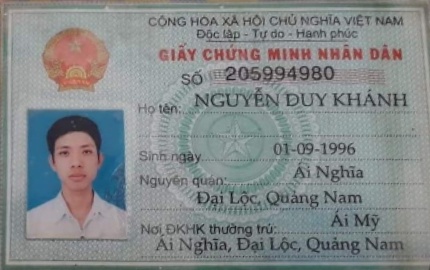 CỘNG HÒA XÃ HỘI CHỦ NGHĨA VIỆT NAM
Độc lập - Tự do - Hạnh phúc
GIẤY CHỨNG MINH NHÂN DÂN
SỐ 205994980
Họ tên: NGUYỄN DUY KHÁNH
Sinh ngày 01-09-1996
Nguyên quán: Ái Nghĩa
Đại Lộc, Quảng Nam
Nơi ĐKHK thường trú: Ái Mỹ
Ái Nghĩa, Đại Lộc, Quảng Nam